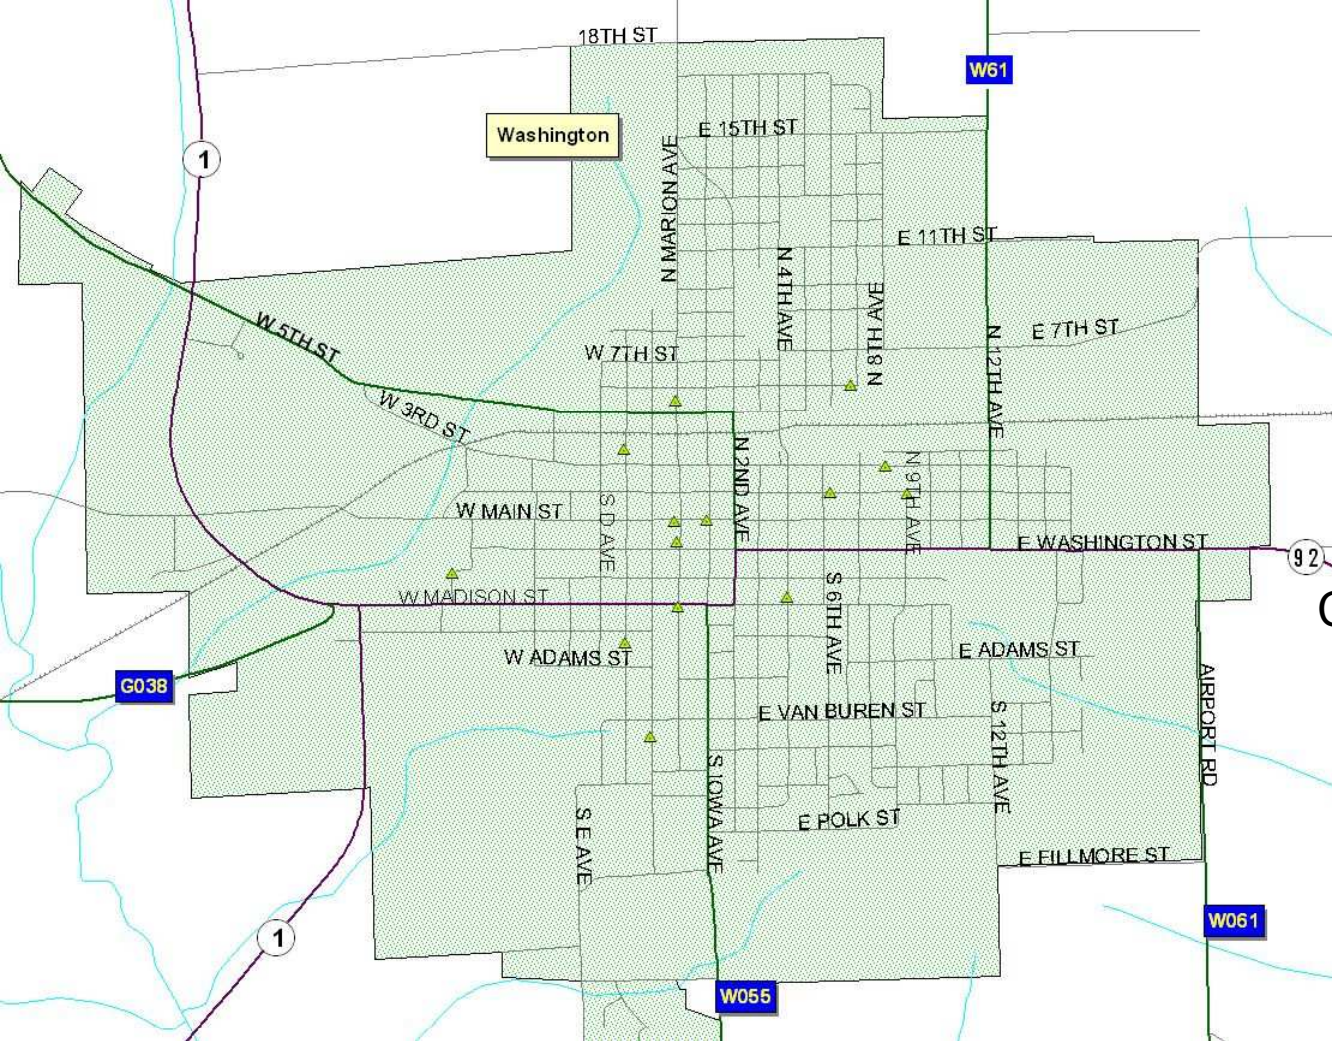 18TH ST
W61
Washington
E 15TH ST
1
N MARION AVE
E 11TH ST
N 4TH AVE
N 8TH AVE
W 5TH ST
E 7TH ST
W 7TH ST
N 12TH AVE
W 3RD ST
N 2ND AVE
N 9TH AVE
S D AVE
W MAIN ST
E WASHINGTON ST
92
W MADISON ST
S 6TH AVE
W ADAMS ST
E ADAMS ST
G038
AIRPORT RD
E VAN BUREN ST
S 12TH AVE
S IOWA AVE
S E AVE
E POLK ST
E FILLMORE ST
W061
1
W055